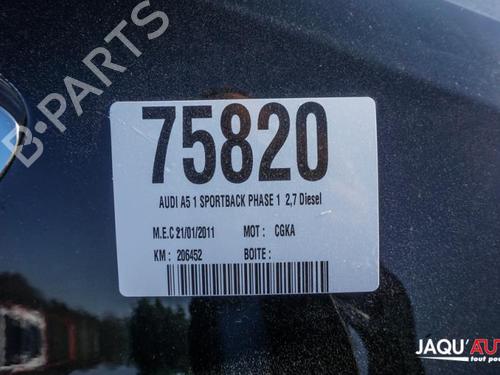 B-PARTS
75820
AUDI A5 1 SPORTBACK PHASE 1 2,7 Diesel
M.E.C 21/01/2011 MOT : CGKA
KM : 206452 BOITE :
JAQU'AUT